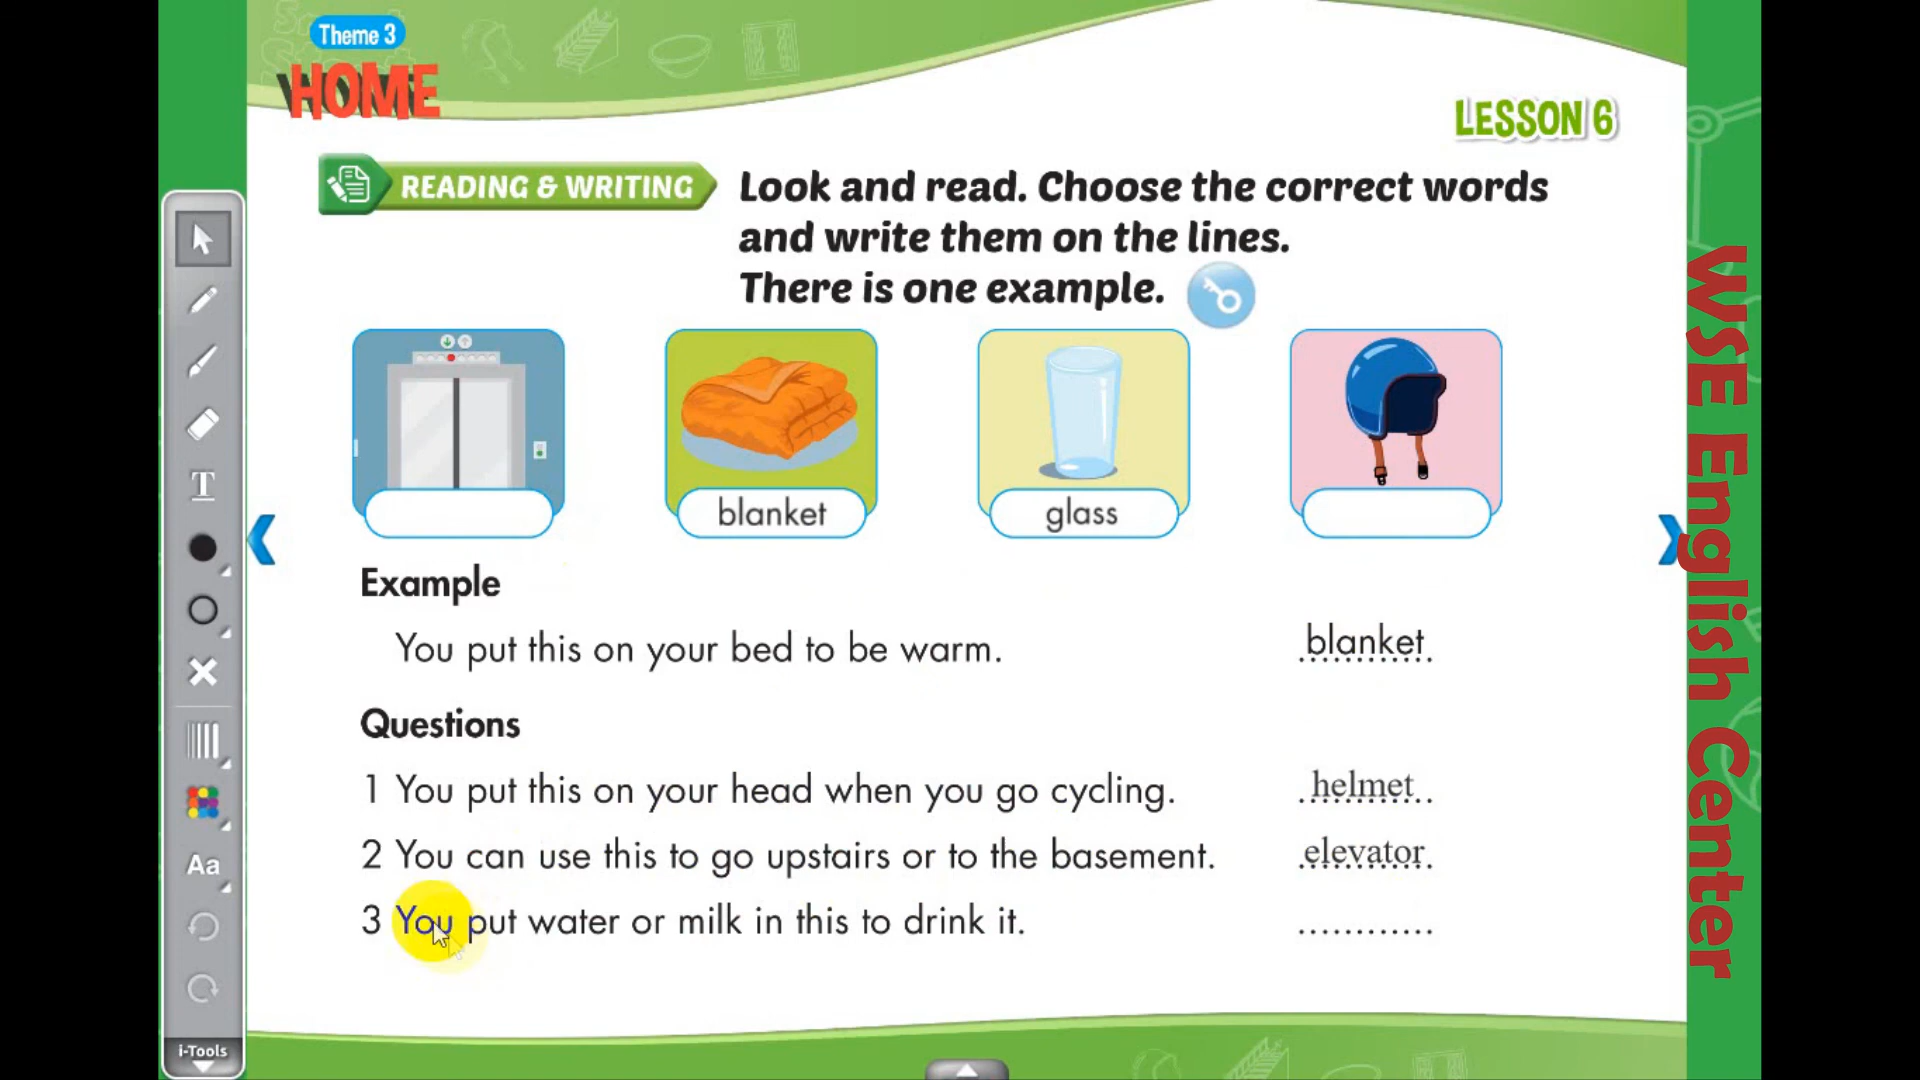 Theme 3
HOME
LESSON 6
READING & WRITING
Look and read. Choose the correct words
and write them on the lines.
There is one example.
blanket
glass
Example
You put this on your bed to be warm. blanket
Questions
1 You put this on your head when you go cycling. helmet
2 You can use this to go upstairs or to the basement. elevator
3 You put water or milk in this to drink it. ............
T
Aa
i-Tools
WSE English Center